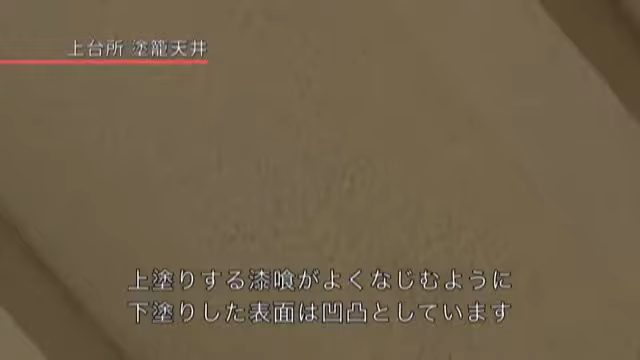 上台所 塗籠天井
上塗りする漆喰がよくなじむように
下塗りした表面は凹凸としています